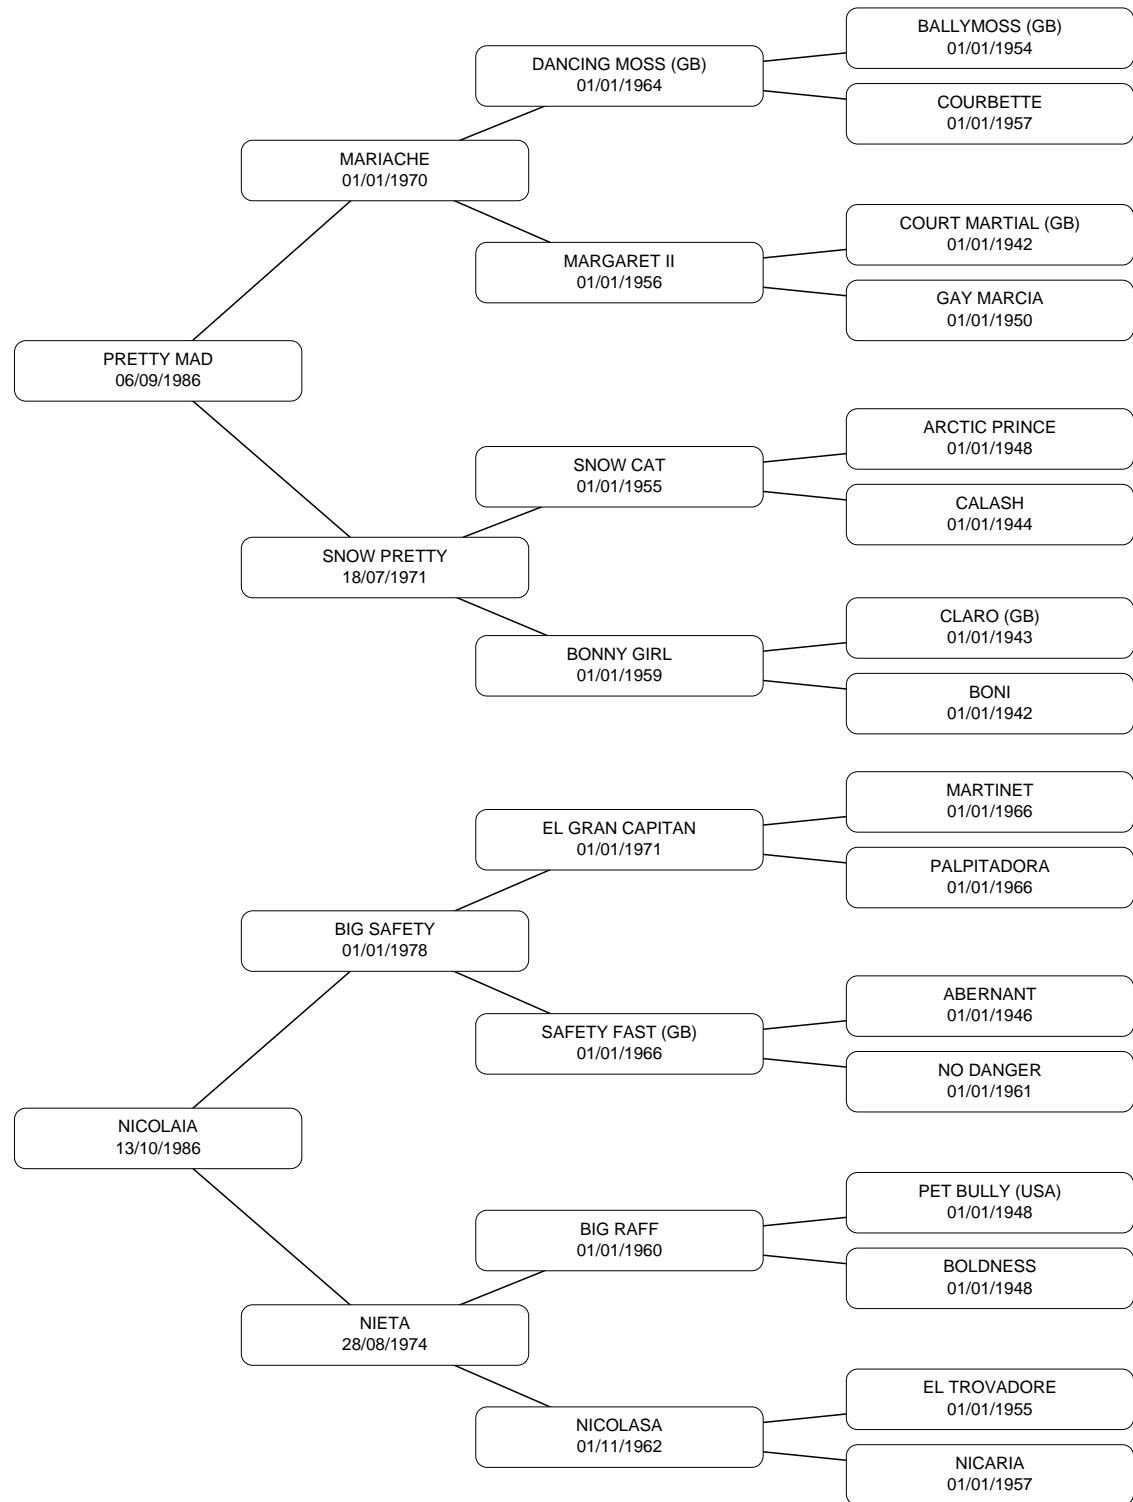 BALLYMOSS (GB)
01/01/1954
DANCING MOSS (GB)
01/01/1964
COURBETTE
01/01/1957
MARIACHE
01/01/1970
COURT MARTIAL (GB)
01/01/1942
MARGARET II
01/01/1956
GAY MARCIA
01/01/1950
PRETTY MAD
06/09/1986
ARCTIC PRINCE
01/01/1948
SNOW CAT
01/01/1955
CALASH
01/01/1944
SNOW PRETTY
18/07/1971
CLARO (GB)
01/01/1943
BONNY GIRL
01/01/1959
BONI
01/01/1942
MARTINET
01/01/1966
EL GRAN CAPITAN
01/01/1971
PALPITADORA
01/01/1966
BIG SAFETY
01/01/1978
ABERNANT
01/01/1946
SAFETY FAST (GB)
01/01/1966
NO DANGER
01/01/1961
NICOLAIA
13/10/1986
PET BULLY (USA)
01/01/1948
BIG RAFF
01/01/1960
BOLDNESS
01/01/1948
NIETA
28/08/1974
EL TROVADORE
01/01/1955
NICOLASA
01/11/1962
NICARIA
01/01/1957